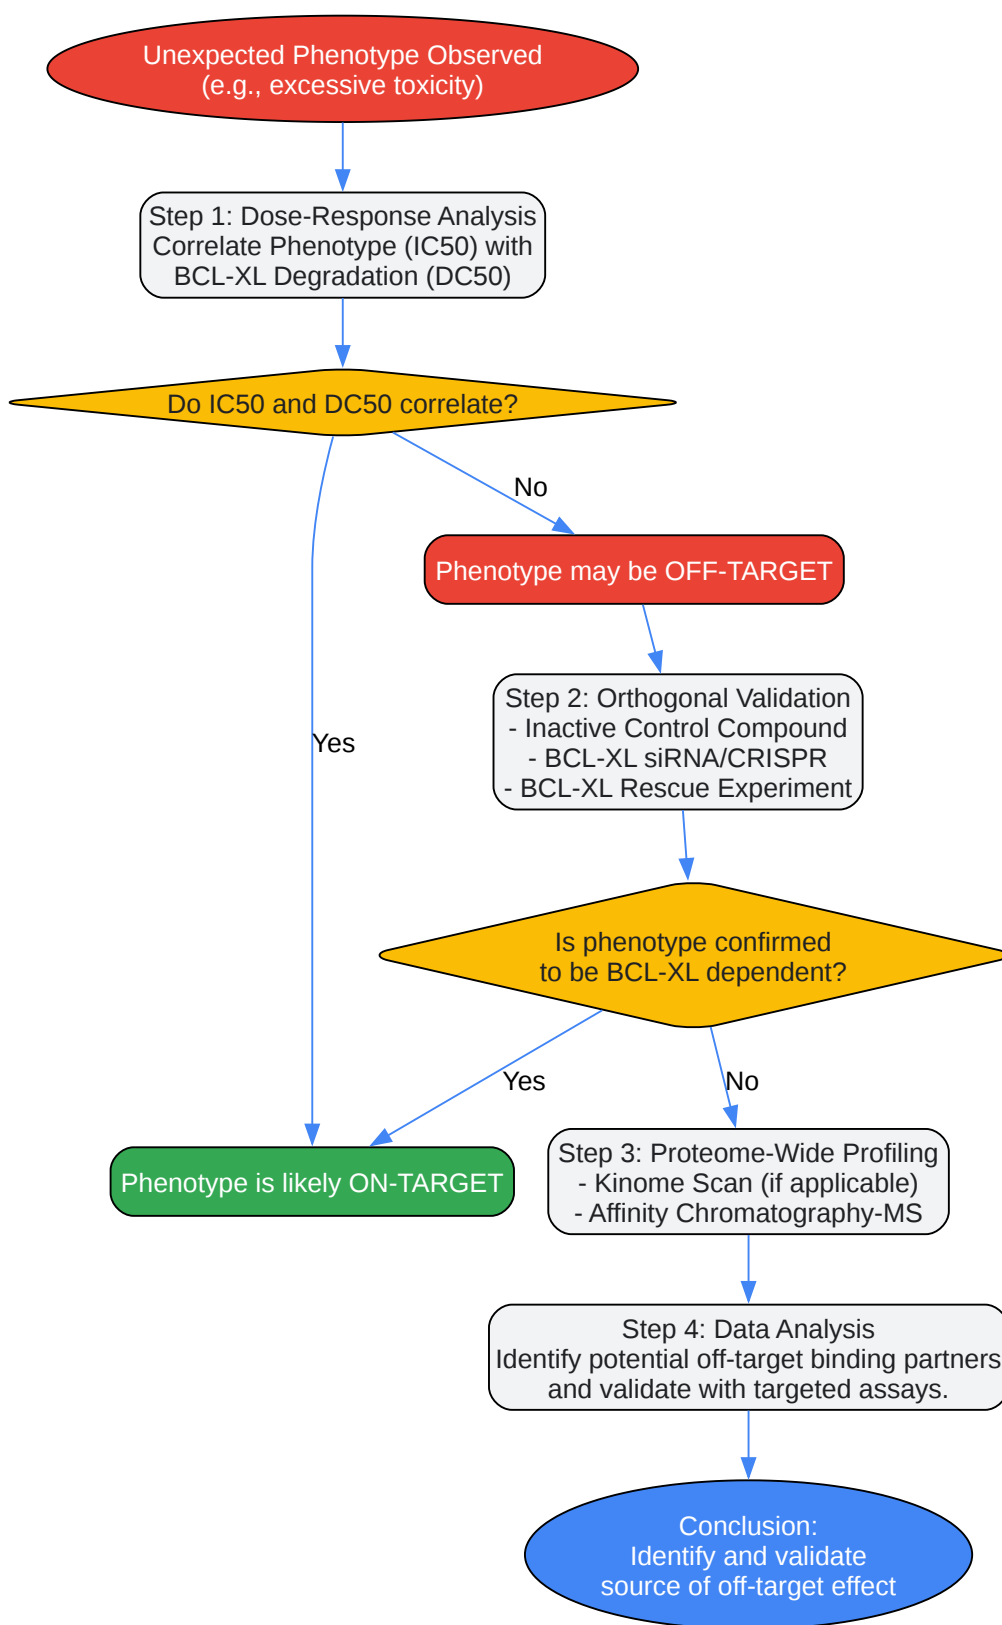 Unexpected Phenotype Observed
(e.g., excessive toxicity)
Step 1: Dose-Response Analysis
Correlate Phenotype (IC50) with
BCL-XL Degradation (DC50)
Do IC50 and DC50 correlate?
No
Phenotype may be OFF-TARGET
Step 2: Orthogonal Validation
- Inactive Control Compound
- BCL-XL siRNA/CRISPR
- BCL-XL Rescue Experiment
Yes
Is phenotype confirmed
to be BCL-XL dependent?
Yes
No
Phenotype is likely ON-TARGET
Step 3: Proteome-Wide Profiling
- Kinome Scan (if applicable)
- Affinity Chromatography-MS
Step 4: Data Analysis
Identify potential off-target binding partners
and validate with targeted assays.
Conclusion:
Identify and validate
source of off-target effect